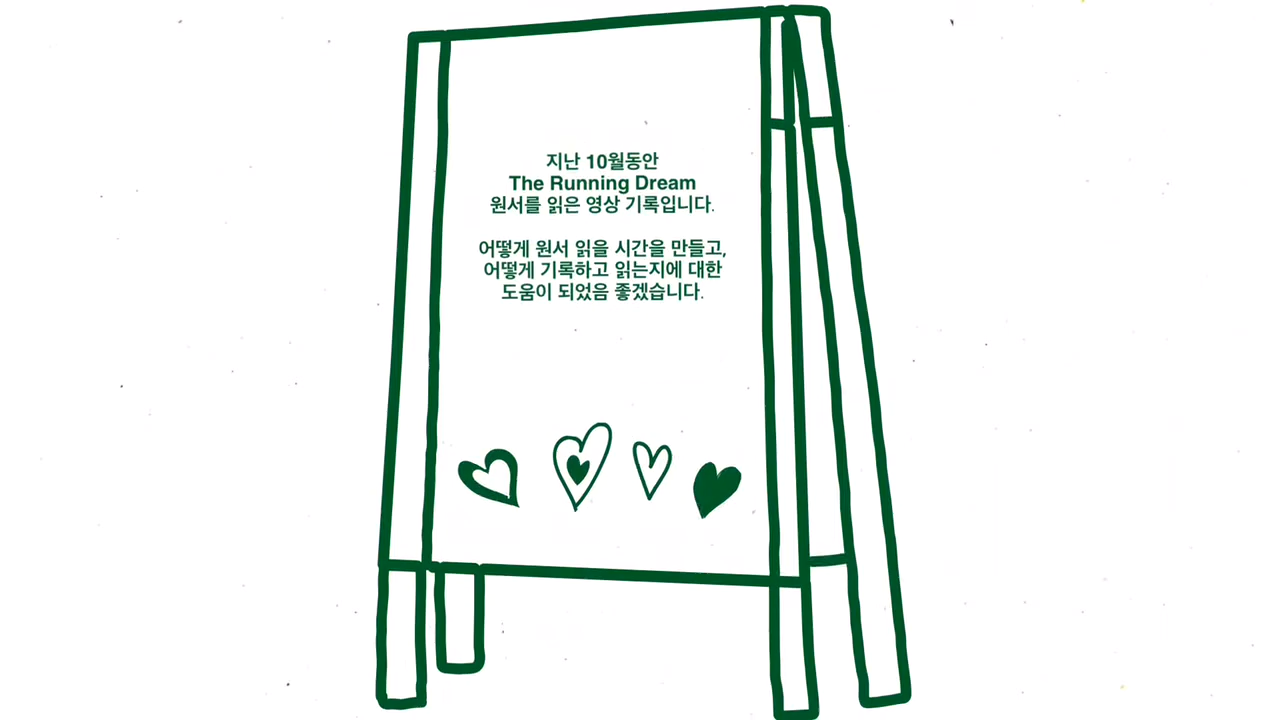 지난 10월동안
The Running Dream
원서를 읽은 영상 기록입니다.
어떻게 원서 읽을 시간을 만들고,
어떻게 기록하고 읽는지에 대한
도움이 되었음 좋겠습니다.